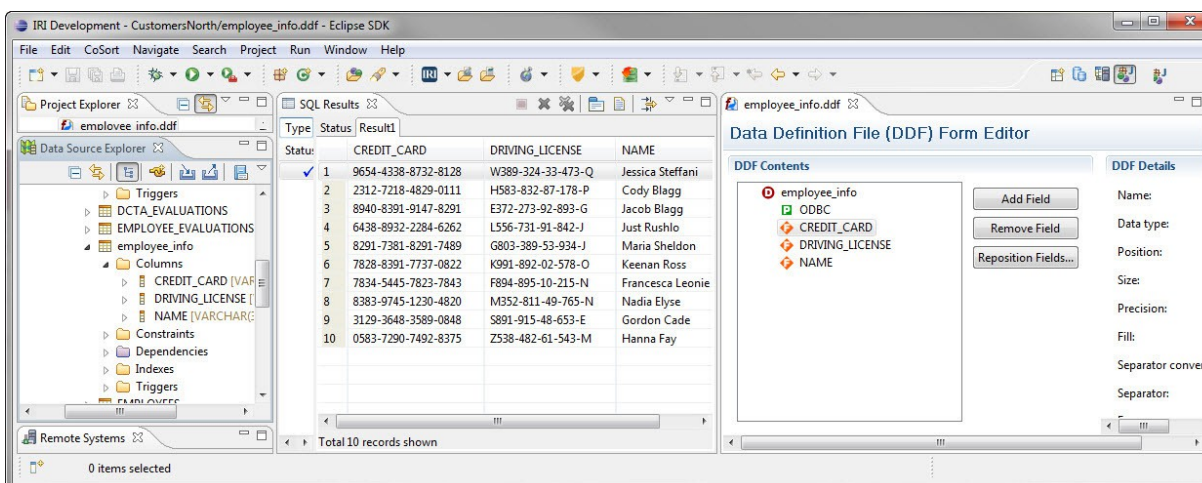 IRI Development - CustomersNorth/employee_info.ddf - Eclipse SDK
File Edit CoSort Navigate Search Project Run Window Help
Project Explorer
employee_info.ddf
Data Source Explorer
Triggers
DCTA_EVALUATIONS
EMPLOYEE_EVALUATIONS
employee_info
Columns
CREDIT_CARD [VAR
DRIVING_LICENSE [
NAME [VARCHAR(
Constraints
Dependencies
Indexes
Triggers
EMPLOYEES
Remote Systems
0 items selected
SQL Results
Type Status Result1
Status CREDIT_CARD DRIVING_LICENSE NAME
1 9654-4338-8732-8128 W389-324-33-473-Q Jessica Steffani
2 2312-7218-4829-0111 H583-832-87-178-P Cody Blagg
3 8940-8391-9147-8291 E372-273-92-893-G Jacob Blagg
4 6438-8932-2284-6262 L556-731-91-842-J Just Rushlo
5 8291-7381-8291-7489 G803-389-53-934-J Maria Sheldon
6 7828-8391-7737-0822 K991-892-02-578-O Keenan Ross
7 7834-5445-7823-7843 F894-895-10-215-N Francesca Leonie
8 8383-9745-1230-4820 M352-811-49-765-N Nadia Elyse
9 3129-3648-3589-0848 S891-915-48-653-E Gordon Cade
10 0583-7290-7492-8375 Z538-482-61-543-M Hanna Fay
Total 10 records shown
employee_info.ddf
Data Definition File (DDF) Form Editor
DDF Contents
employee_info
ODBC
CREDIT_CARD
DRIVING_LICENSE
NAME
Add Field
Remove Field
Reposition Fields...
DDF Details
Name:
Data type:
Position:
Size:
Precision:
Fill:
Separator conver
Separator: